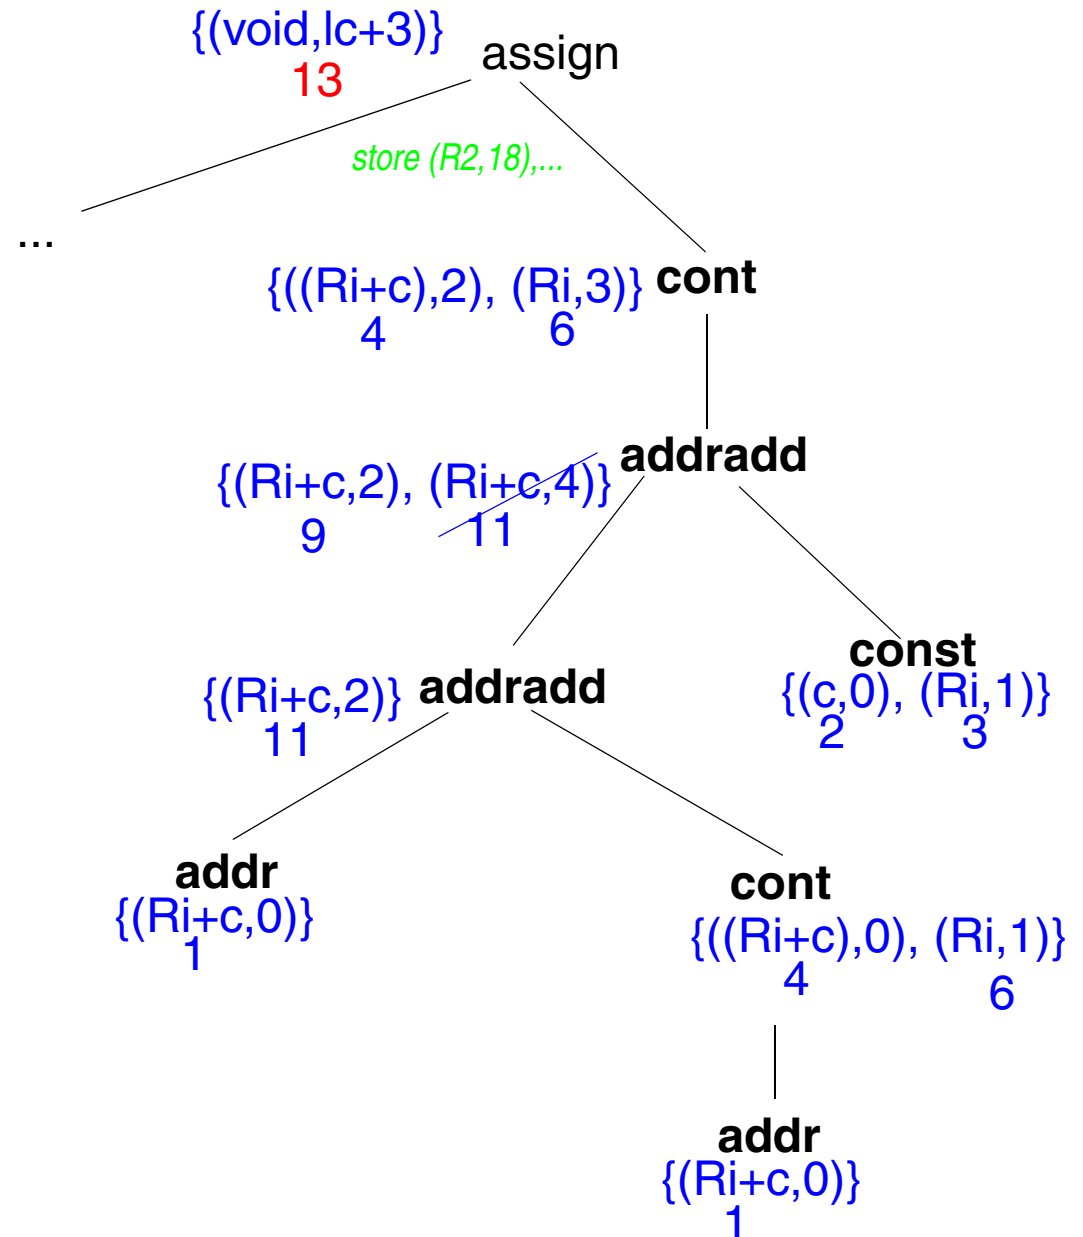 {(void,lc+3)} assign
13
store (R2,18),...
...
{((Ri+c),2), (Ri,3)} cont
4 6
addradd
{(Ri+c,2), (Ri+c,4)}
9 11
const
{(Ri+c,2)} addradd {(c,0), (Ri,1)}
11 2 3
addr cont
{(Ri+c,0)} {((Ri+c),0), (Ri,1)}
1 4 6
addr
{(Ri+c,0)}
1